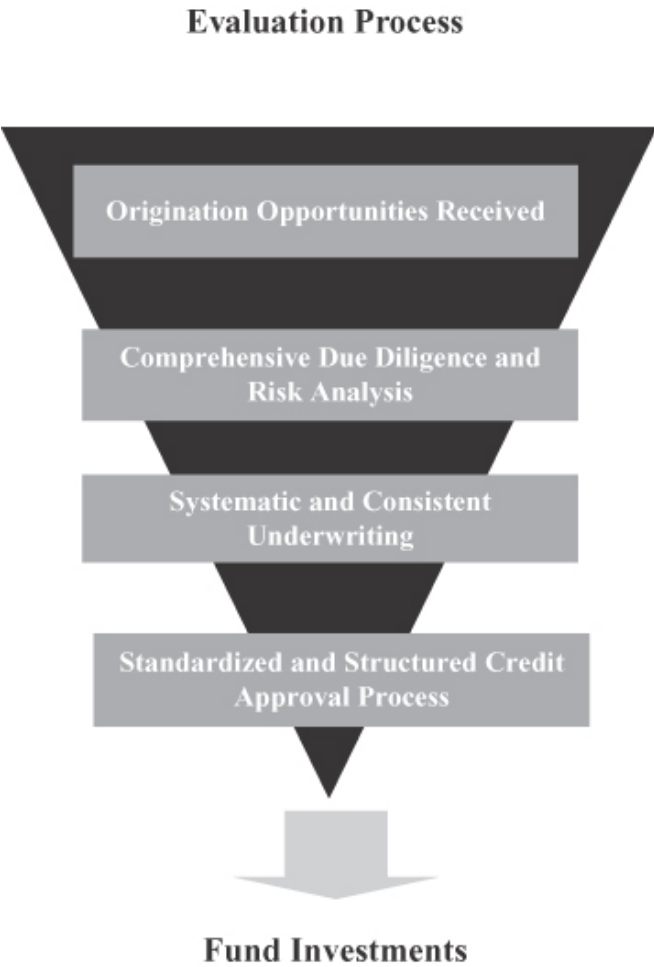 Evaluation Process
Origination Opportunities Received
Comprehensive Due Diligence and
Risk Analysis
Systematic and Consistent
Underwriting
Standardized and Structured Credit
Approval Process
Fund Investments